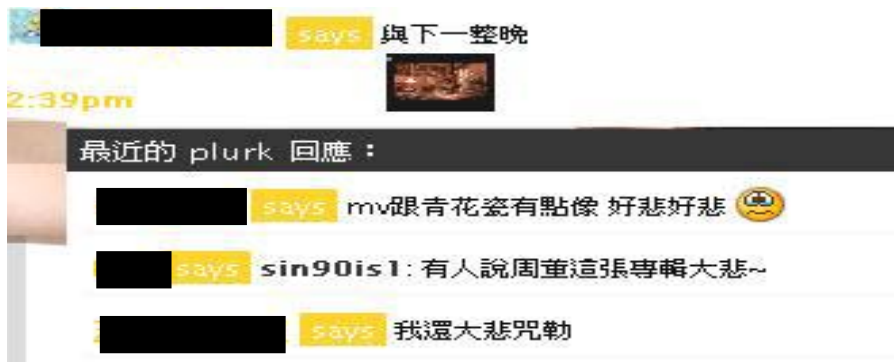 says 與下一整晚
2:39pm
最近的 plurk 回應：
says mv跟青花瓷有點像 好悲好悲
says sin90is1: 有人說周董這張專輯大悲~
says 我還大悲咒勒